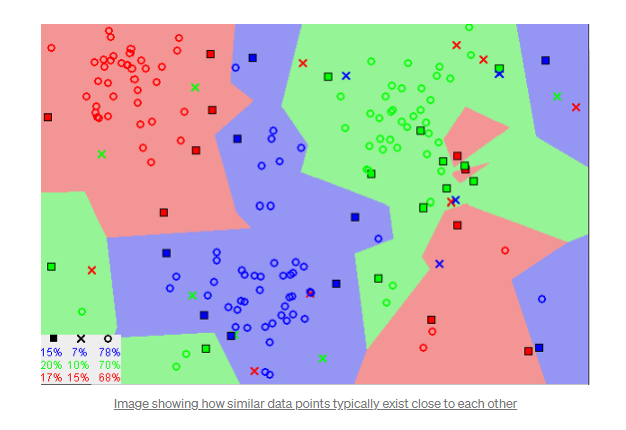 15% 7% 78%
20% 10% 70%
17% 15% 68%
Image showing how similar data points typically exist close to each other